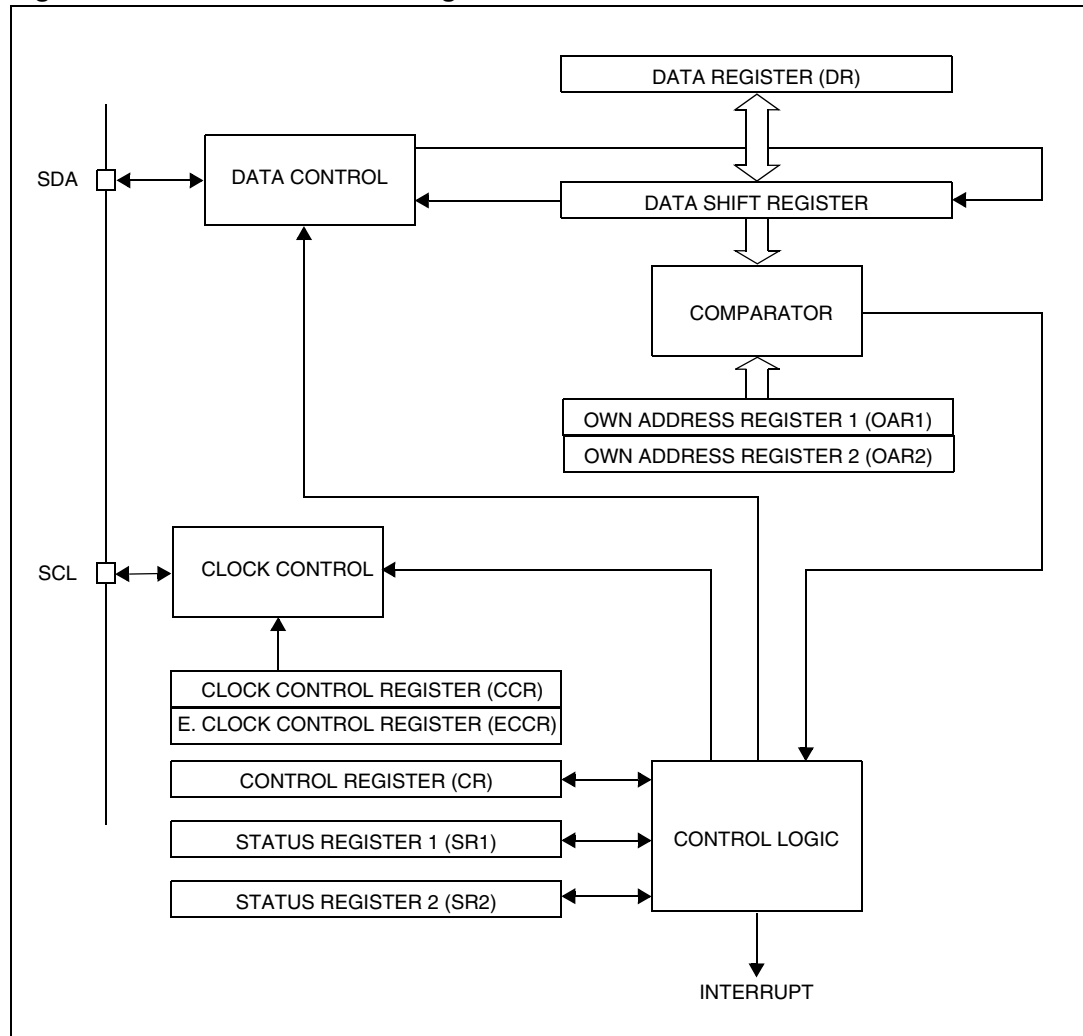 DATA REGISTER (DR)
SDA
DATA CONTROL
DATA SHIFT REGISTER
COMPARATOR
OWN ADDRESS REGISTER 1 (OAR1)
OWN ADDRESS REGISTER 2 (OAR2)
SCL
CLOCK CONTROL
CLOCK CONTROL REGISTER (CCR)
E. CLOCK CONTROL REGISTER (ECCR)
CONTROL REGISTER (CR)
STATUS REGISTER 1 (SR1)
CONTROL LOGIC
STATUS REGISTER 2 (SR2)
INTERRUPT